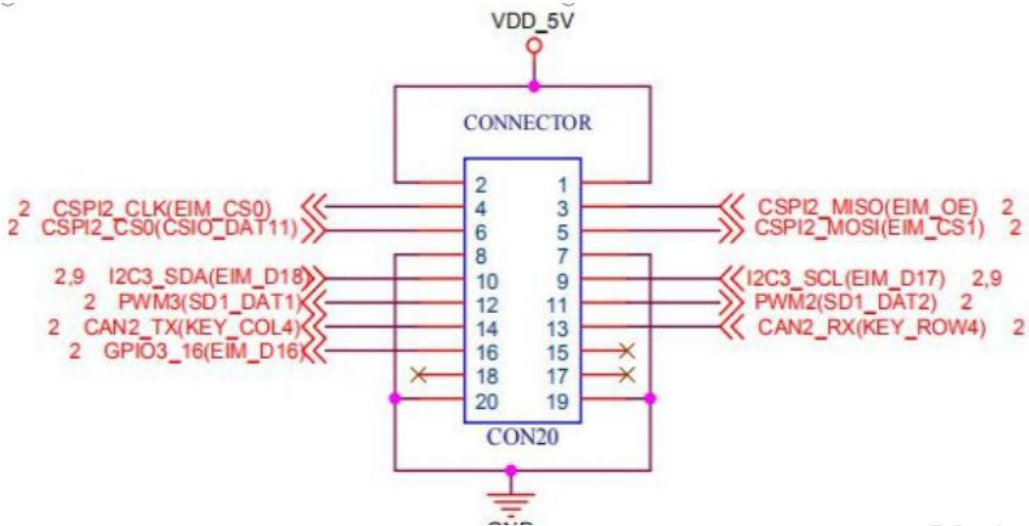 VDD_5V
CONNECTOR
2 1
2 CSPI2_CLK(EIM_CS0) 4 3 CSPI2_MISO(EIM_OE) 2
2 CSPI2_CS0(CSIO_DAT11) 6 5 CSPI2_MOSI(EIM_CS1) 2
8 7
2,9 I2C3_SDA(EIM_D18) 10 9 I2C3_SCL(EIM_D17) 2,9
2 PWM3(SD1_DAT1) 12 11 PWM2(SD1_DAT2) 2
2 CAN2_TX(KEY_COL4) 14 13 CAN2_RX(KEY_ROW4) 2
2 GPIO3_16(EIM_D16) 16 15
18 17
20 19
CON20
GND